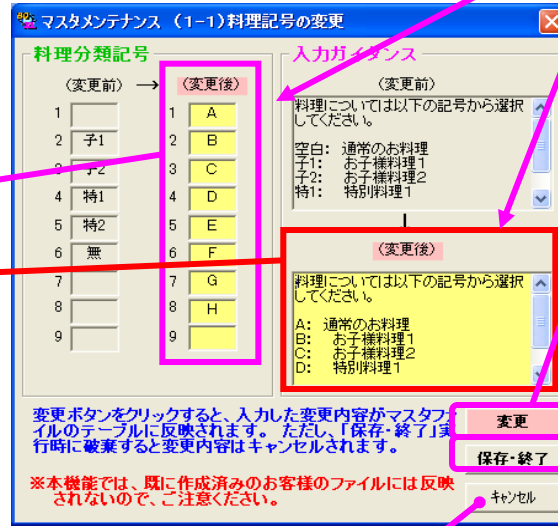 マスタメンテナンス （1-1)料理記号の変更
料理分類記号
（変更前） → （変更後）
1 1 A
2 子1 2 B
3 子2 3 C
4 特1 4 D
5 特2 5 E
6 無 6 F
7 7 G
8 8 H
9 9
入力ガイダンス
（変更前）
料理については以下の記号から選択
してください。
空白: 通常のお料理
子1: お子様料理1
子2: お子様料理2
特1: 特別料理1
↓
（変更後）
料理については以下の記号から選択
してください。
A: 通常のお料理
B: お子様料理1
C: お子様料理2
D: 特別料理1
変更ボタンをクリックすると、入力した変更内容がマスタファ
イルのテーブルに反映されます。 ただし、「保存・終了」実
行時に破棄すると変更内容はキャンセルされます。
※本機能では、既に作成済みのお客様のファイルには反映
されないので、ご注意ください。
変更
保存・終了
キャンセル